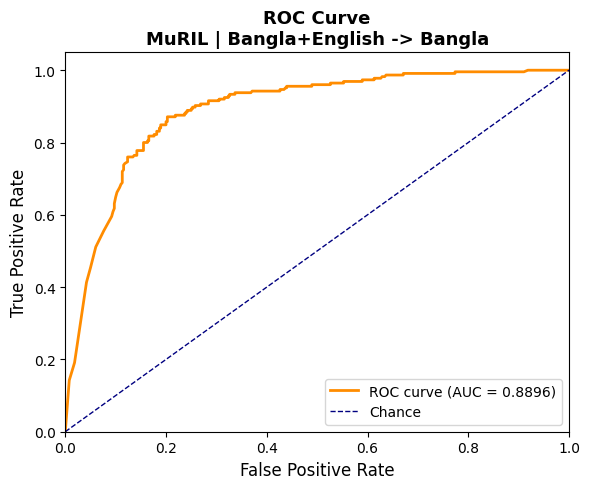 ROC Curve
MuRIL | Bangla+English -> Bangla
True Positive Rate
1.0
0.8
0.6
0.4
0.2
0.0
0.0 0.2 0.4 0.6 0.8 1.0
False Positive Rate
ROC curve (AUC = 0.8896)
Chance